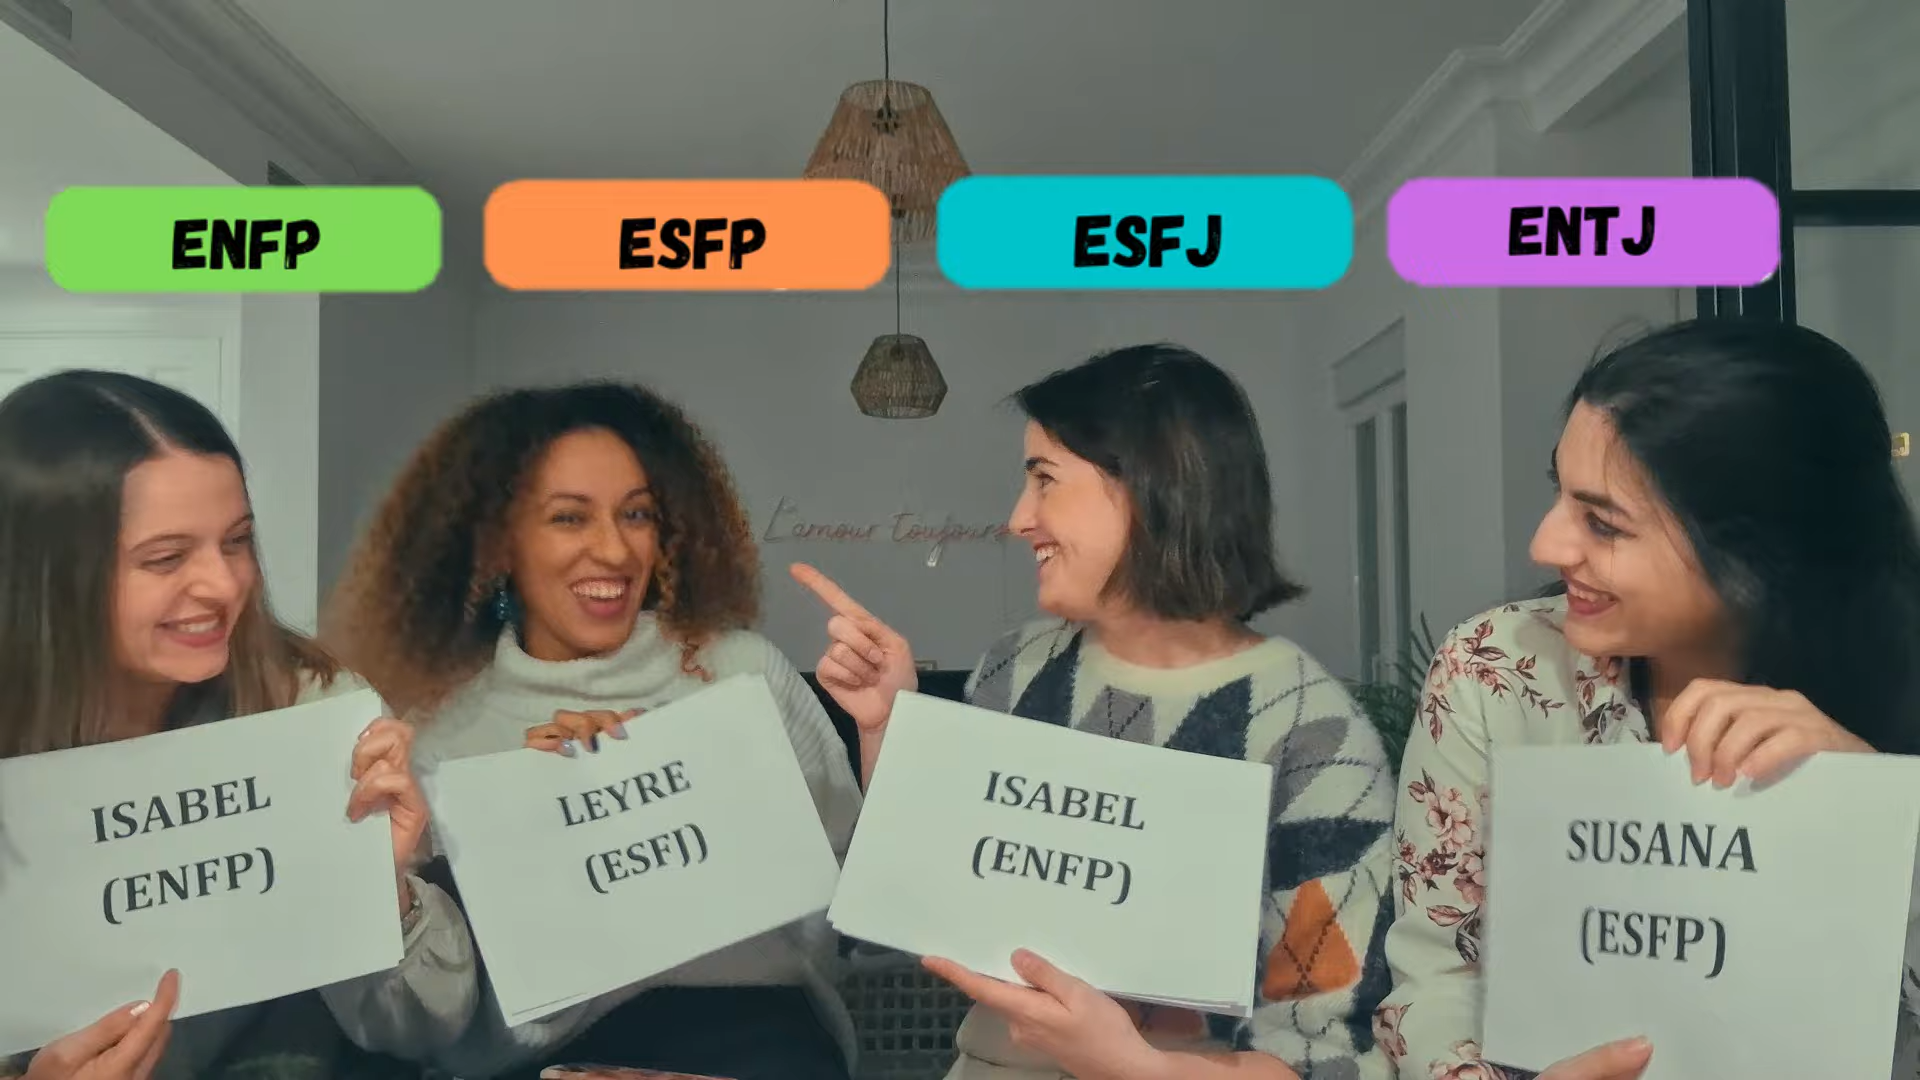 ENFP
ESFP
ESFJ
ENTJ
L'amour toujours
ISABEL
(ENFP)
LEYRE
(ESFJ)
ISABEL
(ENFP)
SUSANA
(ESFP)